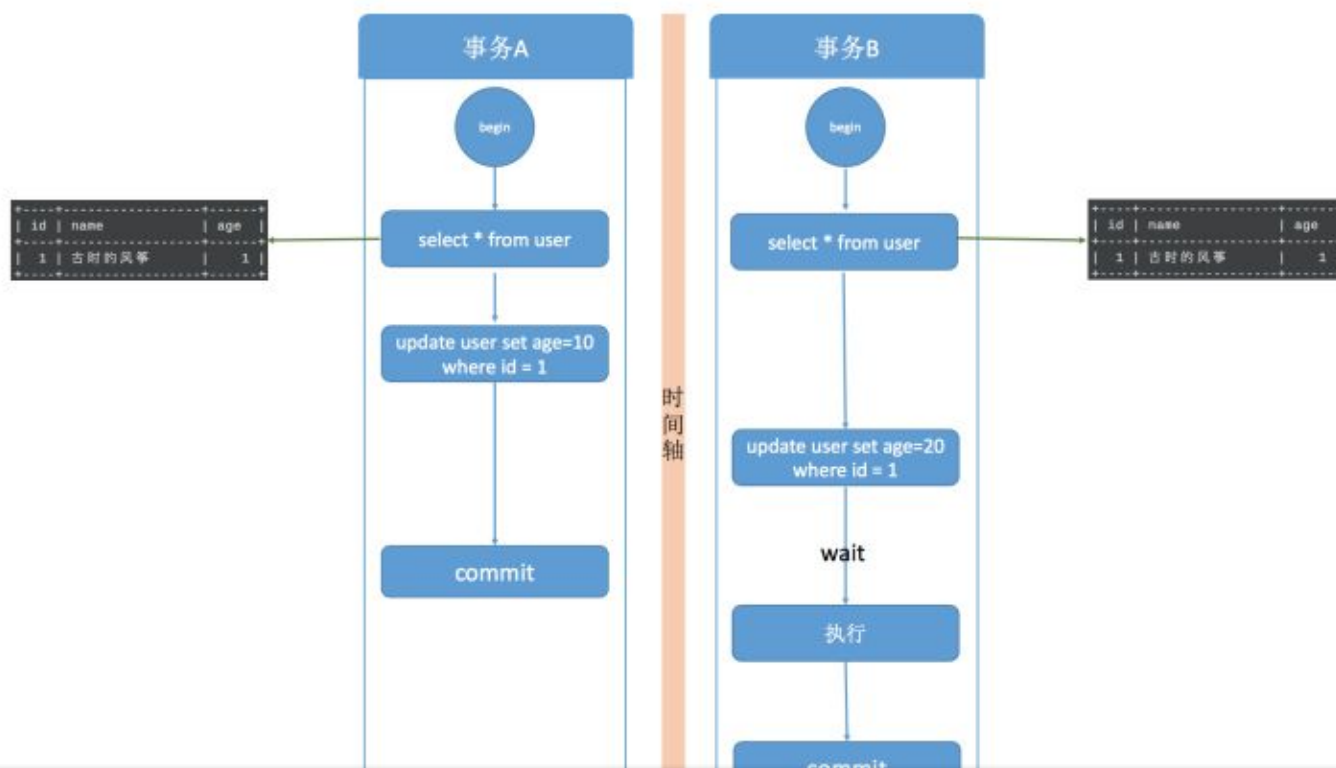 事务A
事务B
begin
begin
| id | name | age |
| 1 | 古时的风筝 | 1 |
select * from user
select * from user
| id | name | age
| 1 | 古时的风筝 | 1
update user set age=10
where id = 1
时
间
轴
update user set age=20
where id = 1
wait
commit
执行
commit